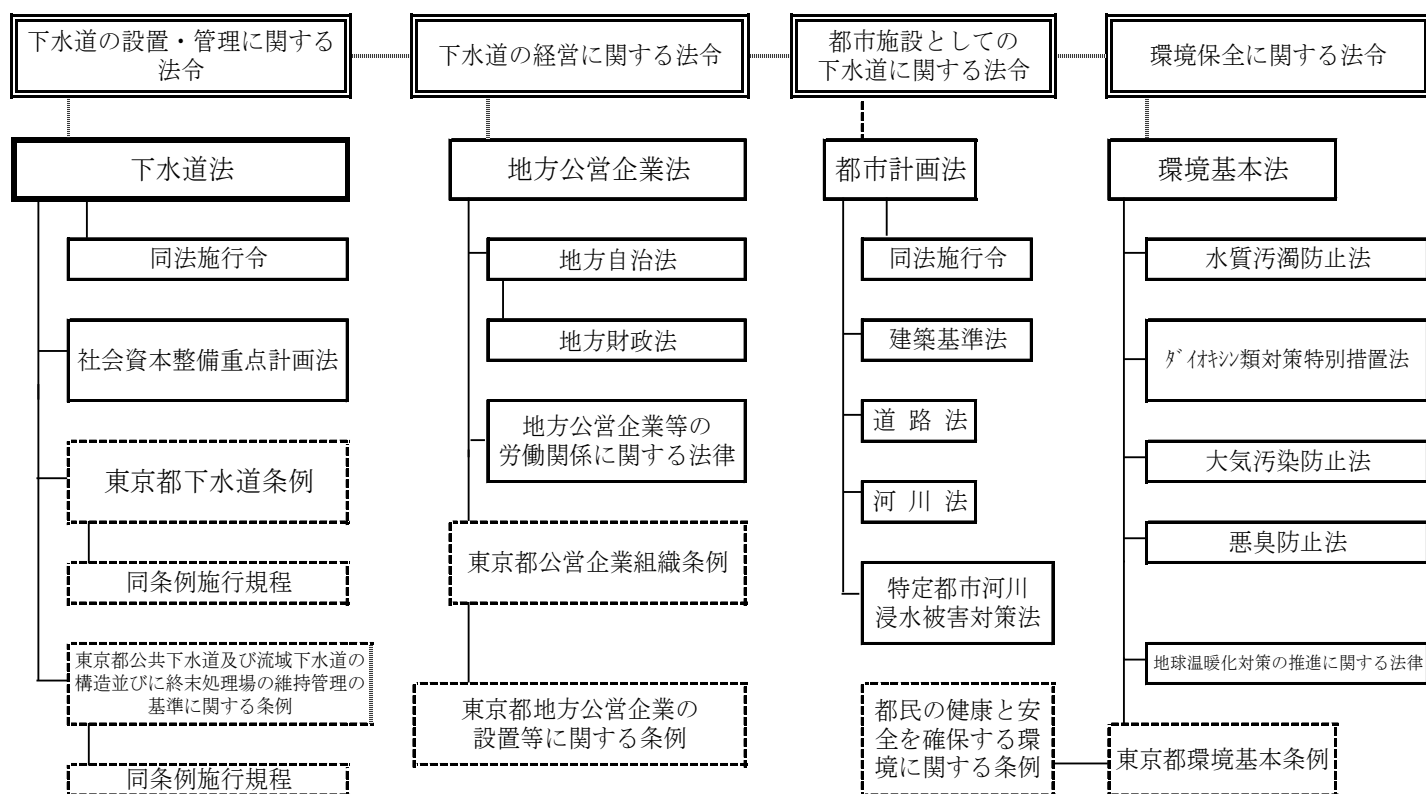 下水道の設置・管理に関する
法令
下水道の経営に関する法令
都市施設としての
下水道に関する法令
環境保全に関する法令
下水道法
地方公営企業法
都市計画法
環境基本法
同法施行令
社会資本整備重点計画法
東京都下水道条例
同条例施行規程
東京都公共下水道及び流域下水道の
構造並びに終末処理場の維持管理の
基準に関する条例
同条例施行規程
地方自治法
地方財政法
地方公営企業等の
労働関係に関する法律
東京都公営企業組織条例
東京都地方公営企業の
設置等に関する条例
同法施行令
建築基準法
道 路 法
河 川 法
特定都市河川
浸水被害対策法
都民の健康と安
全を確保する環
境に関する条例
水質汚濁防止法
ダイオキシン類対策特別措置法
大気汚染防止法
悪臭防止法
地球温暖化対策の推進に関する法律
東京都環境基本条例